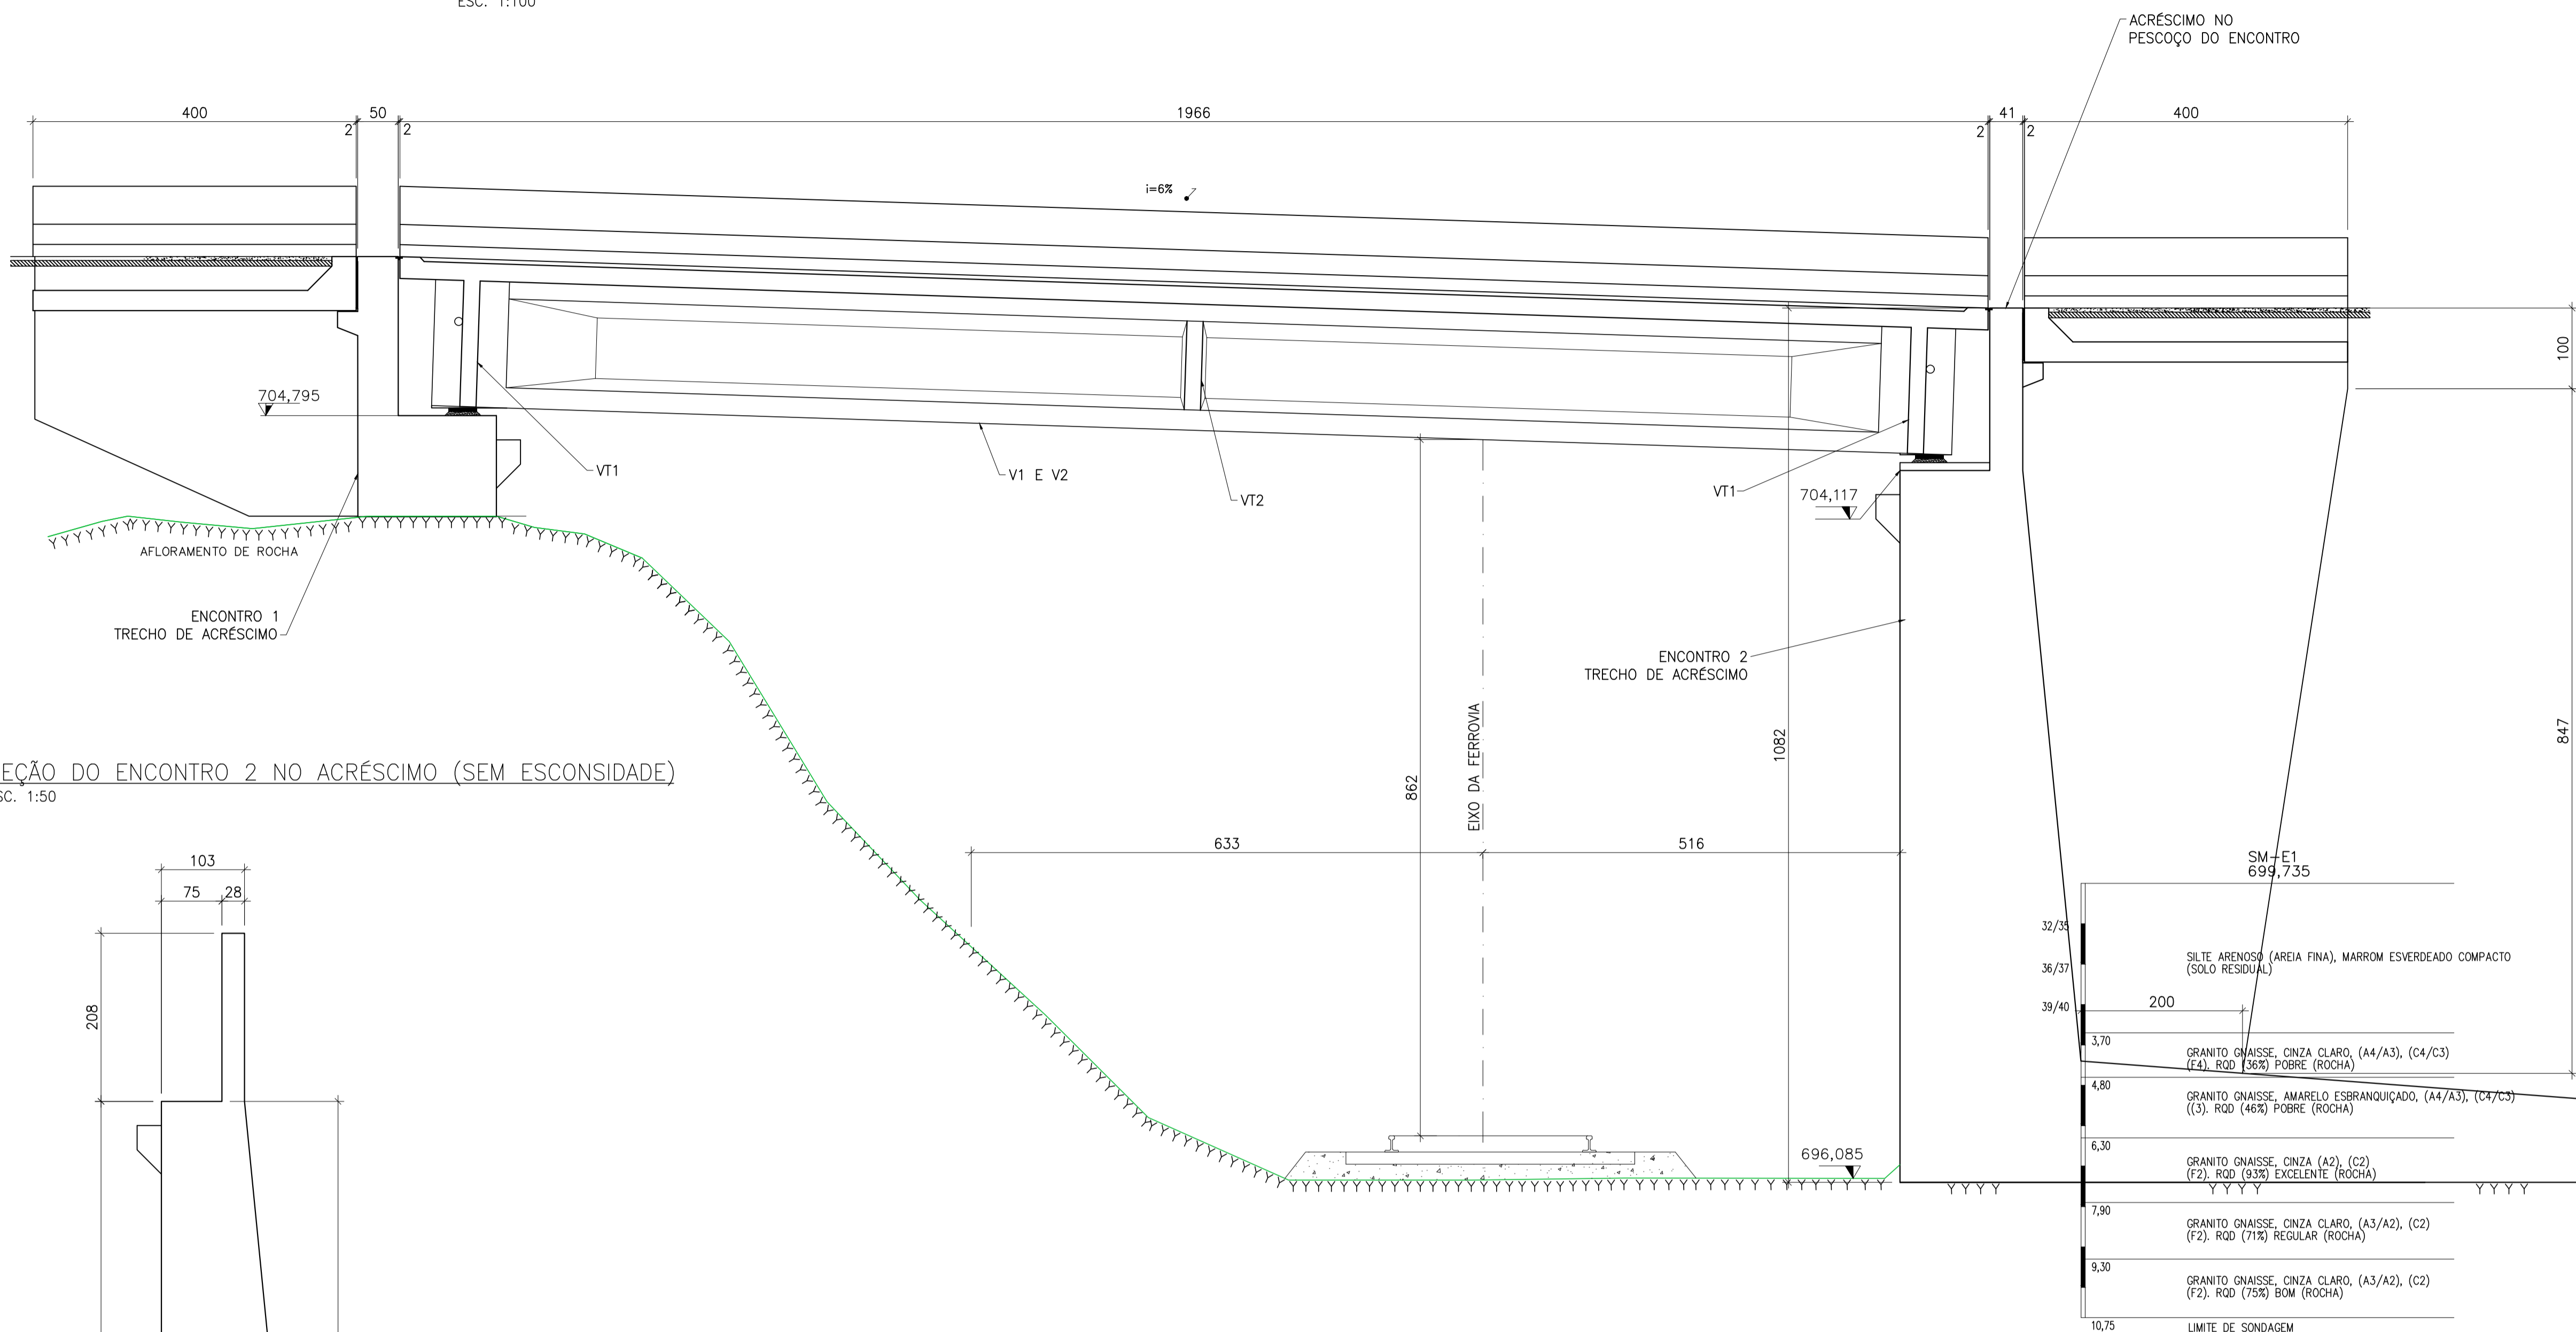 ESC. 1:100
ACRÉSCIMO NO
PESCOÇO DO ENCONTRO
400
2
50
2
1966
2
41
2
400
i=6%
100
704,795
VT1
V1 E V2
VT2
VT1
704,117
AFLORAMENTO DE ROCHA
ENCONTRO 1
TRECHO DE ACRÉSCIMO
ENCONTRO 2
TRECHO DE ACRÉSCIMO
EIXO DA FERROVIA
862
1082
847
633
516
696,085
EÇÃO DO ENCONTRO 2 NO ACRÉSCIMO (SEM ESCONSIDADE)
SC. 1:50
103
75
28
208
SM-E1
699,735
32/35
36/37
39/40
SILTE ARENOSO (AREIA FINA), MARROM ESVERDEADO COMPACTO
(SOLO RESIDUAL)
200
3,70
GRANITO GNAISSE, CINZA CLARO, (A4/A3), (C4/C3)
(F4). RQD (36%) POBRE (ROCHA)
4,80
GRANITO GNAISSE, AMARELO ESBRANQUIÇADO, (A4/A3), (C4/C3)
((3). RQD (46%) POBRE (ROCHA)
6,30
GRANITO GNAISSE, CINZA (A2), (C2)
(F2). RQD (93%) EXCELENTE (ROCHA)
7,90
GRANITO GNAISSE, CINZA CLARO, (A3/A2), (C2)
(F2). RQD (71%) REGULAR (ROCHA)
9,30
GRANITO GNAISSE, CINZA CLARO, (A3/A2), (C2)
(F2). RQD (75%) BOM (ROCHA)
10,75
LIMITE DE SONDAGEM